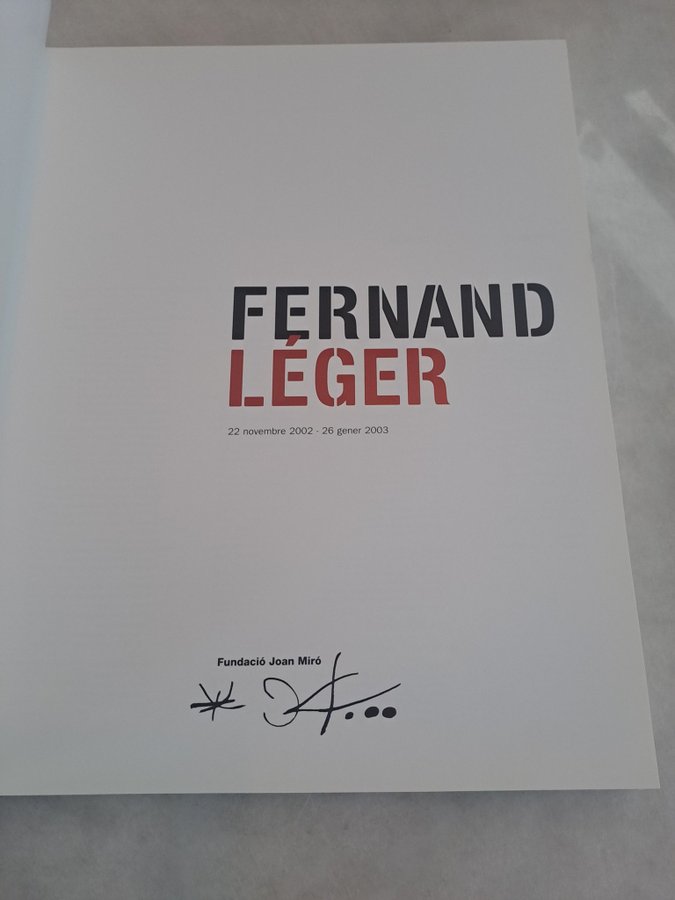 FERNAND
LÉGER
22 novembre 2002 - 26 gener 2003
Fundació Joan Miró